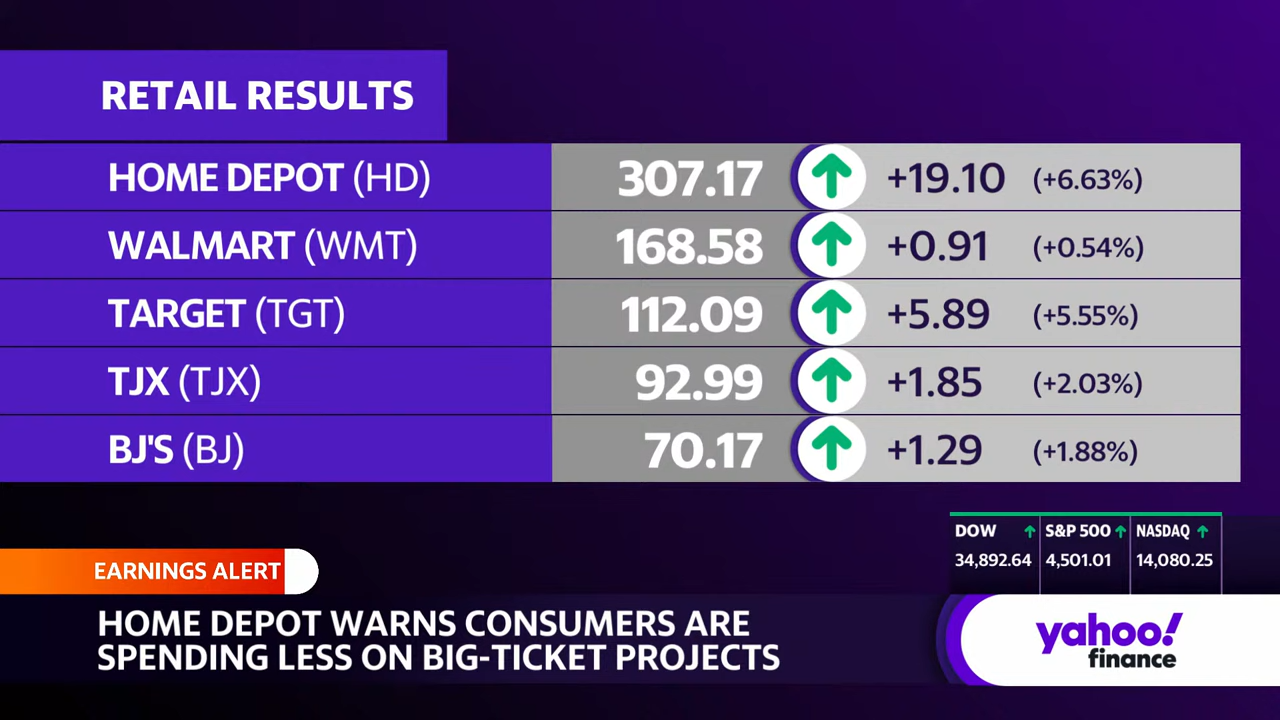 RETAIL RESULTS
HOME DEPOT (HD) 307.17 +19.10 (+6.63%)
WALMART (WMT) 168.58 +0.91 (+0.54%)
TARGET (TGT) 112.09 +5.89 (+5.55%)
TJX (TJX) 92.99 +1.85 (+2.03%)
BJ'S (BJ) 70.17 +1.29 (+1.88%)
DOW S&P 500 NASDAQ
34,892.64 4,501.01 14,080.25
EARNINGS ALERT
HOME DEPOT WARNS CONSUMERS ARE
SPENDING LESS ON BIG-TICKET PROJECTS
yahoo!
finance